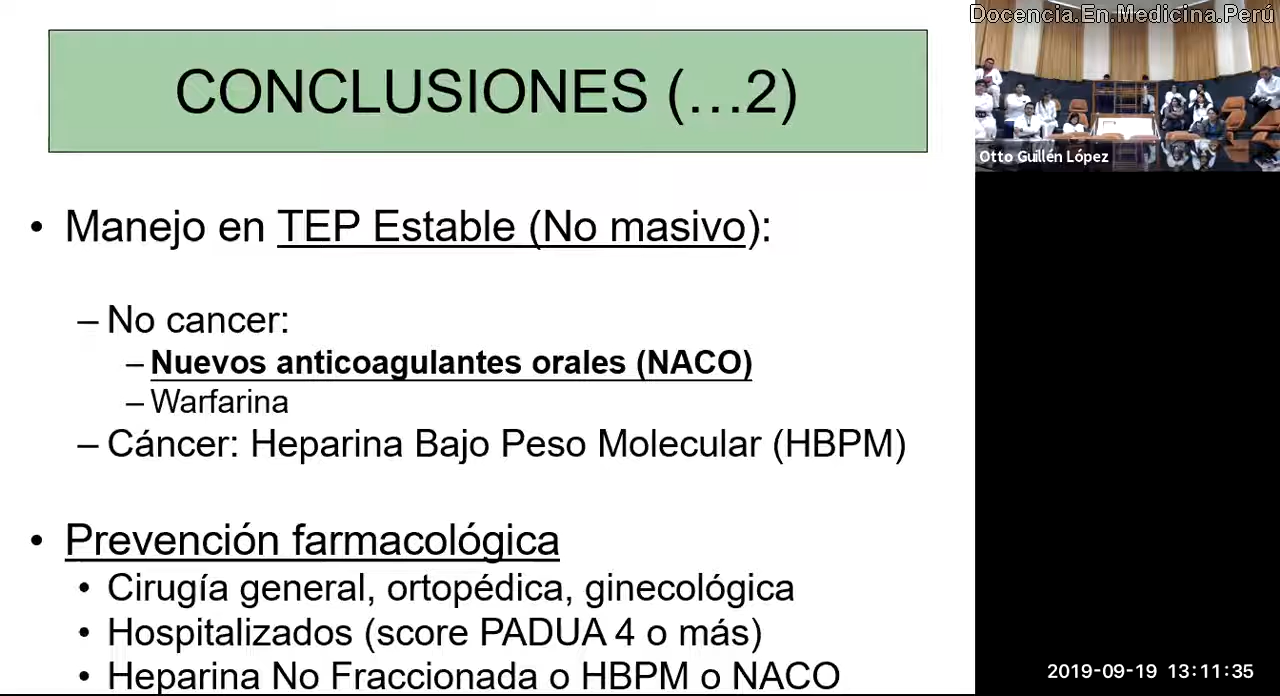 Docencia.En.Medicina.Perú
CONCLUSIONES (…2)
Otto Guillén López
• Manejo en TEP Estable (No masivo):
– No cancer:
– Nuevos anticoagulantes orales (NACO)
– Warfarina
– Cáncer: Heparina Bajo Peso Molecular (HBPM)
• Prevención farmacológica
• Cirugía general, ortopédica, ginecológica
• Hospitalizados (score PADUA 4 o más)
• Heparina No Fraccionada o HBPM o NACO
2019-09-19 13:11:35